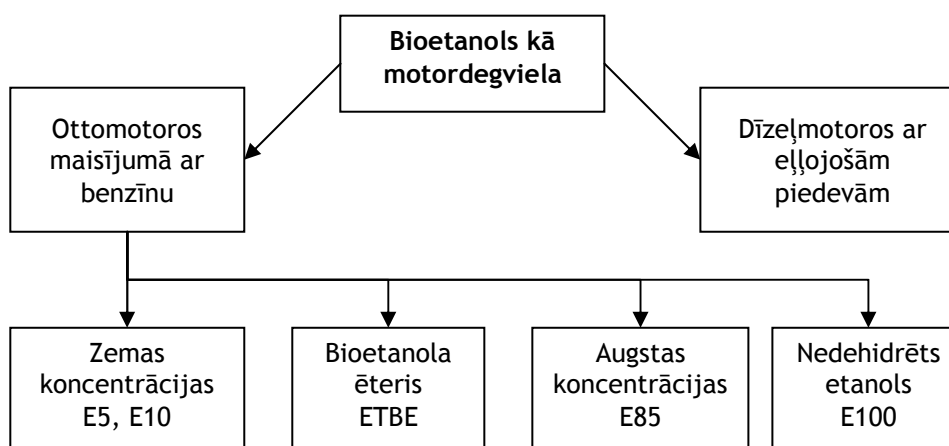 Bioetanols kā
motordegviela
Ottomotoros
maisījumā ar
benzīnu
Dīzeļmotoros ar
eļļojošām
piedevām
Zemas
koncentrācijas
E5, E10
Bioetanola
ēteris
ETBE
Augstas
koncentrācijas
E85
Nedehidrēts
etanols
E100